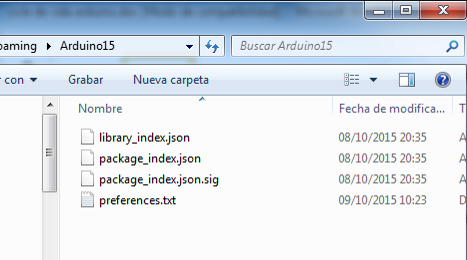 oaming ▸ Arduino15
Buscar Arduino15
r con
Grabar
Nueva carpeta
Nombre
Fecha de modifica...
T
library_index.json
08/10/2015 20:35
A
package_index.json
08/10/2015 20:35
A
package_index.json.sig
08/10/2015 20:35
A
preferences.txt
09/10/2015 10:23
D